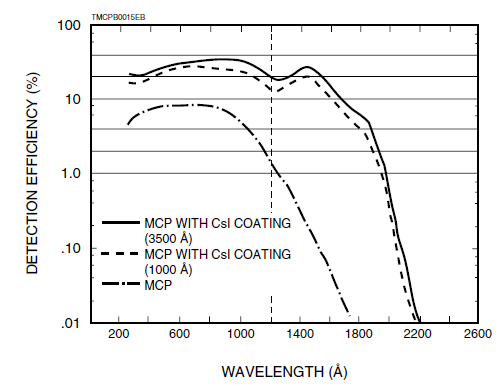 TMCPB0015EB
100
10
1.0
.10
.01
DETECTION EFFICIENCY (%)
MCP WITH CsI COATING
(3500 Å)
MCP WITH CsI COATING
(1000 Å)
MCP
200 600 1000 1400 1800 2200 2600
WAVELENGTH (Å)